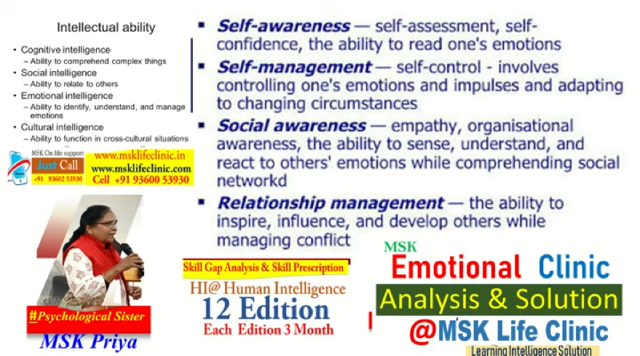 Intellectual ability
• Cognitive intelligence
– Ability to comprehend complex things
• Social intelligence
– Ability to relate to others
• Emotional intelligence
– Ability to identify, understand, and manage
emotions
• Cultural intelligence
– Ability to function in cross-cultural situations
MSK On life support
Just Call
+91 93602 53930
www.msklifeclinic.in
www.msklifeclinic.com
Cell +91 93600 53930
• Self-awareness — self-assessment, self-
confidence, the ability to read one's emotions
• Self-management — self-control - involves
controlling one's emotions and impulses and adapting
to changing circumstances
• Social awareness — empathy, organisational
awareness, the ability to sense, understand, and
react to others' emotions while comprehending social
networkd
• Relationship management — the ability to
inspire, influence, and develop others while
managing conflict
#Psychological Sister
MSK Priya
Skill Gap Analysis & Skill Prescription
HI@ Human Intelligence
12 Edition
Each Edition 3 Month
MSK
Emotional Clinic
Analysis & Solution
@MSK Life Clinic
Learning Intelligence Solution